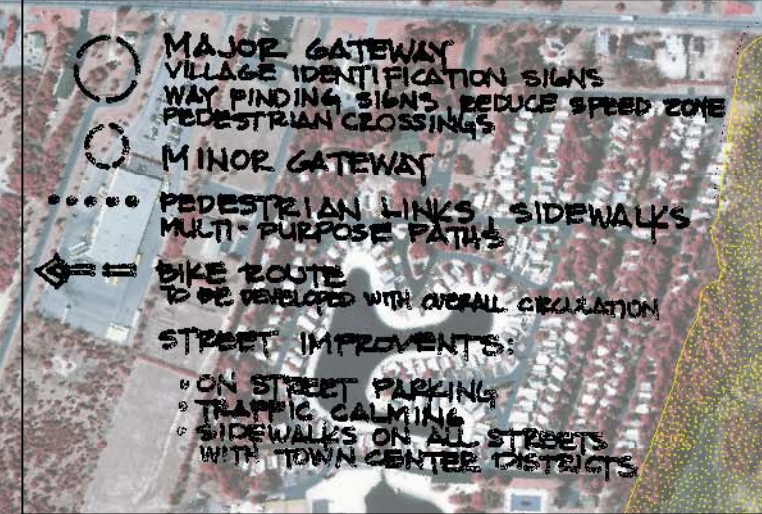 MAJOR GATEWAY
VILLAGE IDENTIFICATION SIGNS
WAY FINDING SIGNS REDUCE SPEED ZONE
PEDESTRIAN CROSSINGS
MINOR GATEWAY
PEDESTRIAN LINKS SIDEWALKS
MULTI-PURPOSE PATHS
BIKE ROUTE
TO BE DEVELOPED WITH OVERALL CIRCULATION
STREET IMPROVENTS:
• ON STREET PARKING
• TRAFFIC CALMING
• SIDEWALKS ON ALL STREETS
WITH TOWN CENTER DISTRICTS